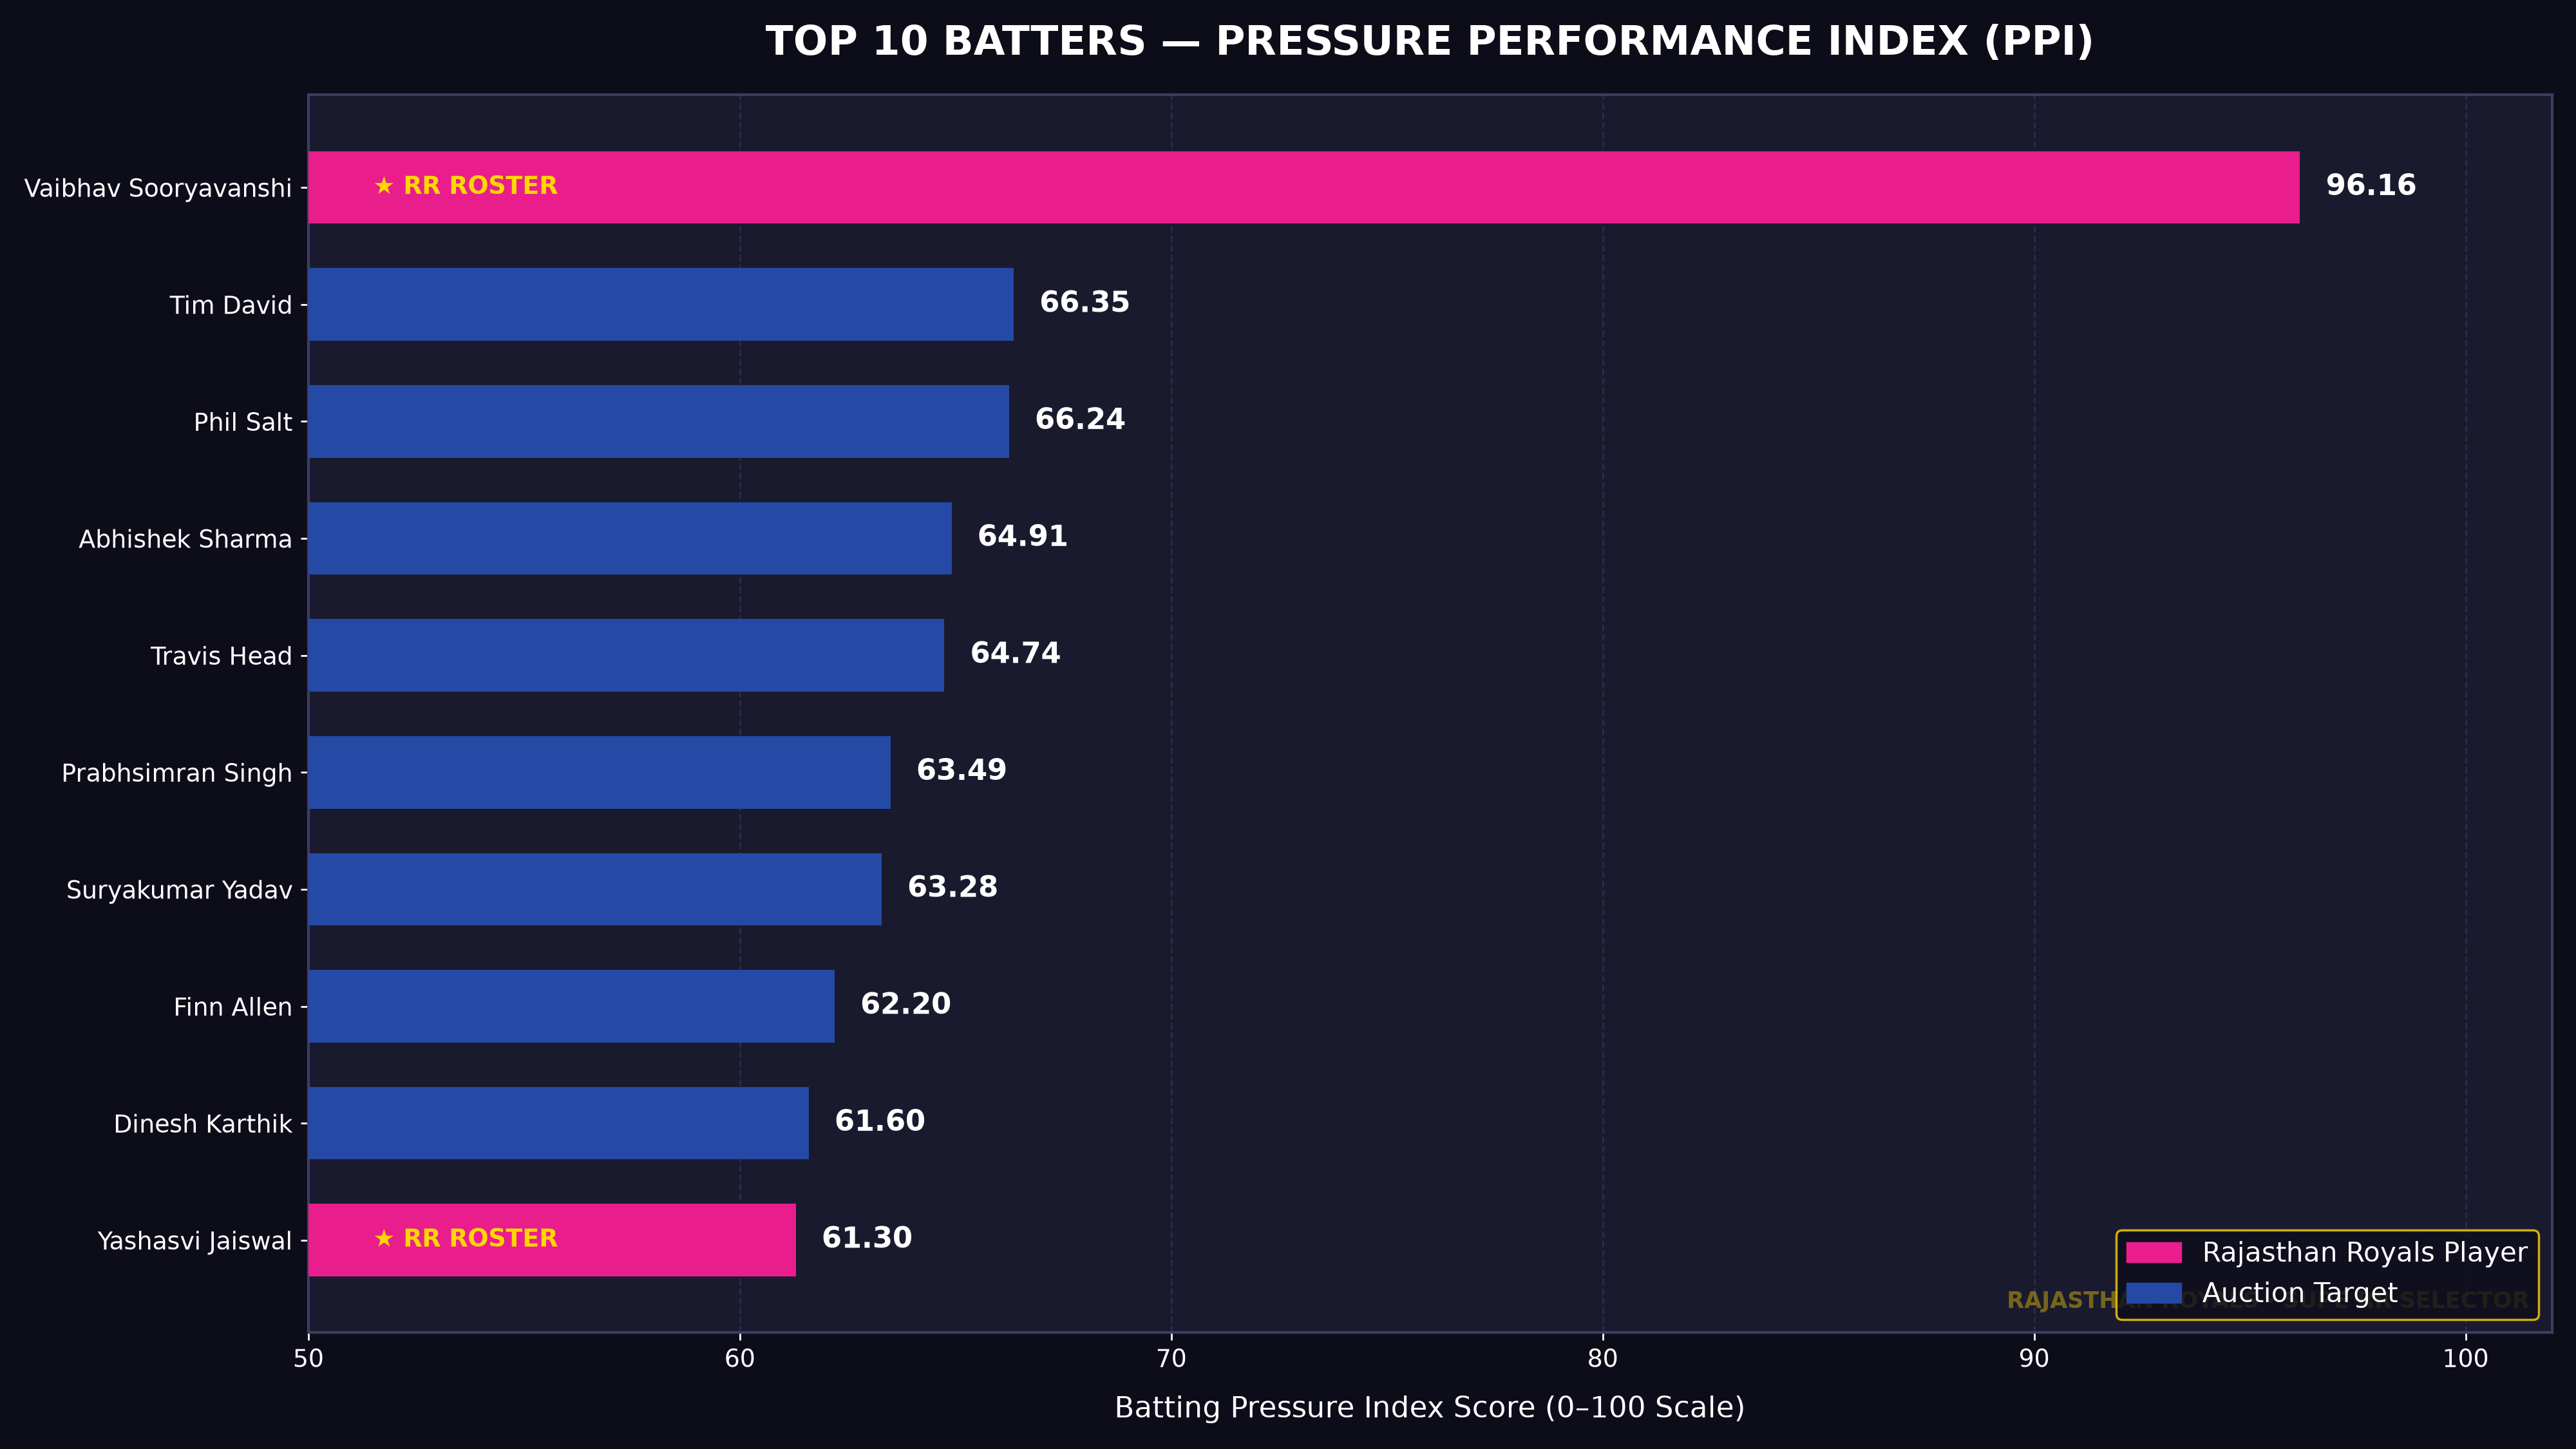 TOP 10 BATTERS — PRESSURE PERFORMANCE INDEX (PPI)
Vaibhav Sooryavanshi ★ RR ROSTER 96.16
Tim David 66.35
Phil Salt 66.24
Abhishek Sharma 64.91
Travis Head 64.74
Prabhsimran Singh 63.49
Suryakumar Yadav 63.28
Finn Allen 62.20
Dinesh Karthik 61.60
Yashasvi Jaiswal ★ RR ROSTER 61.30
Rajasthan Royals Player
Auction Target
RAJASTHAN ROYALS SELECTOR
50 60 70 80 90 100
Batting Pressure Index Score (0–100 Scale)